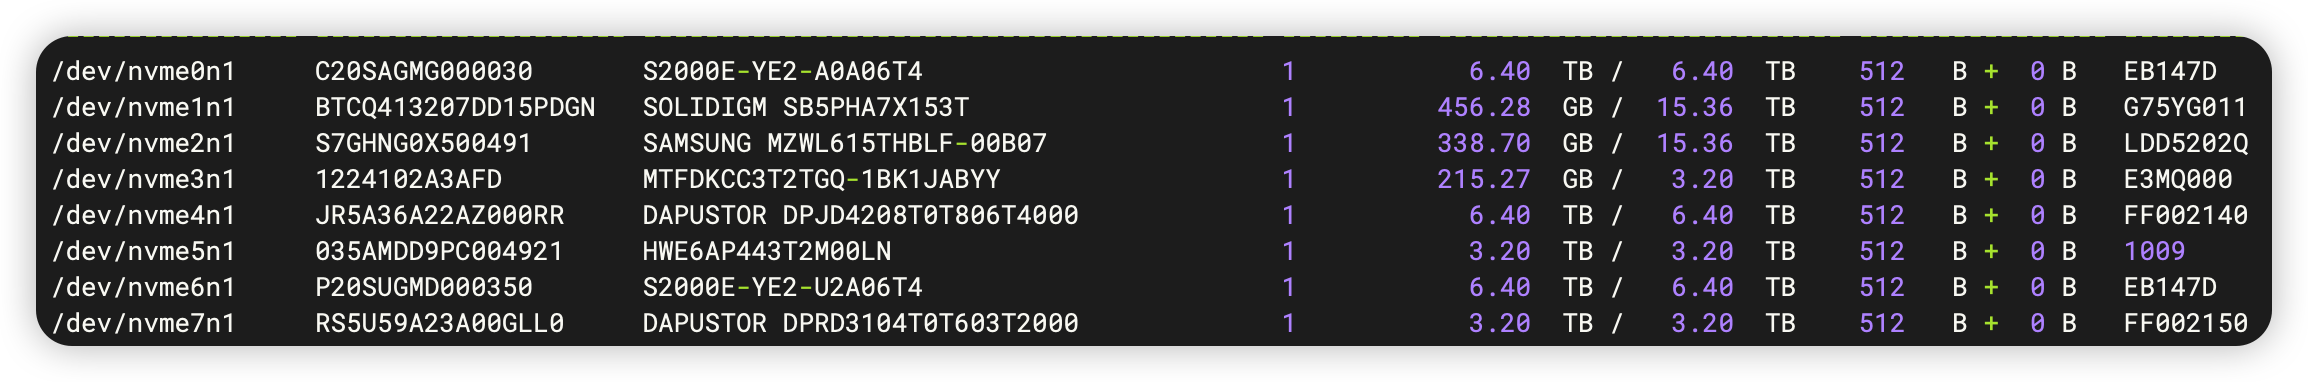 /dev/nvme0n1 C20SAGMG000030 S2000E-YE2-A0A06T4 1 6.40 TB / 6.40 TB 512 B + 0 B EB147D
/dev/nvme1n1 BTCQ413207DD15PDGN SOLIDIGM SB5PHA7X153T 1 456.28 GB / 15.36 TB 512 B + 0 B G75YG011
/dev/nvme2n1 S7GHNG0X500491 SAMSUNG MZWL615THBLF-00B07 1 338.70 GB / 15.36 TB 512 B + 0 B LDD5202Q
/dev/nvme3n1 1224102A3AFD MTFDKCC3T2TGQ-1BK1JABYY 1 215.27 GB / 3.20 TB 512 B + 0 B E3MQ000
/dev/nvme4n1 JR5A36A22AZ000RR DAPUSTOR DPJD4208T0T806T4000 1 6.40 TB / 6.40 TB 512 B + 0 B FF002140
/dev/nvme5n1 035AMDD9PC004921 HWE6AP443T2M00LN 1 3.20 TB / 3.20 TB 512 B + 0 B 1009
/dev/nvme6n1 P20SUGMD000350 S2000E-YE2-U2A06T4 1 6.40 TB / 6.40 TB 512 B + 0 B EB147D
/dev/nvme7n1 RS5U59A23A00GLL0 DAPUSTOR DPRD3104T0T603T2000 1 3.20 TB / 3.20 TB 512 B + 0 B FF002150